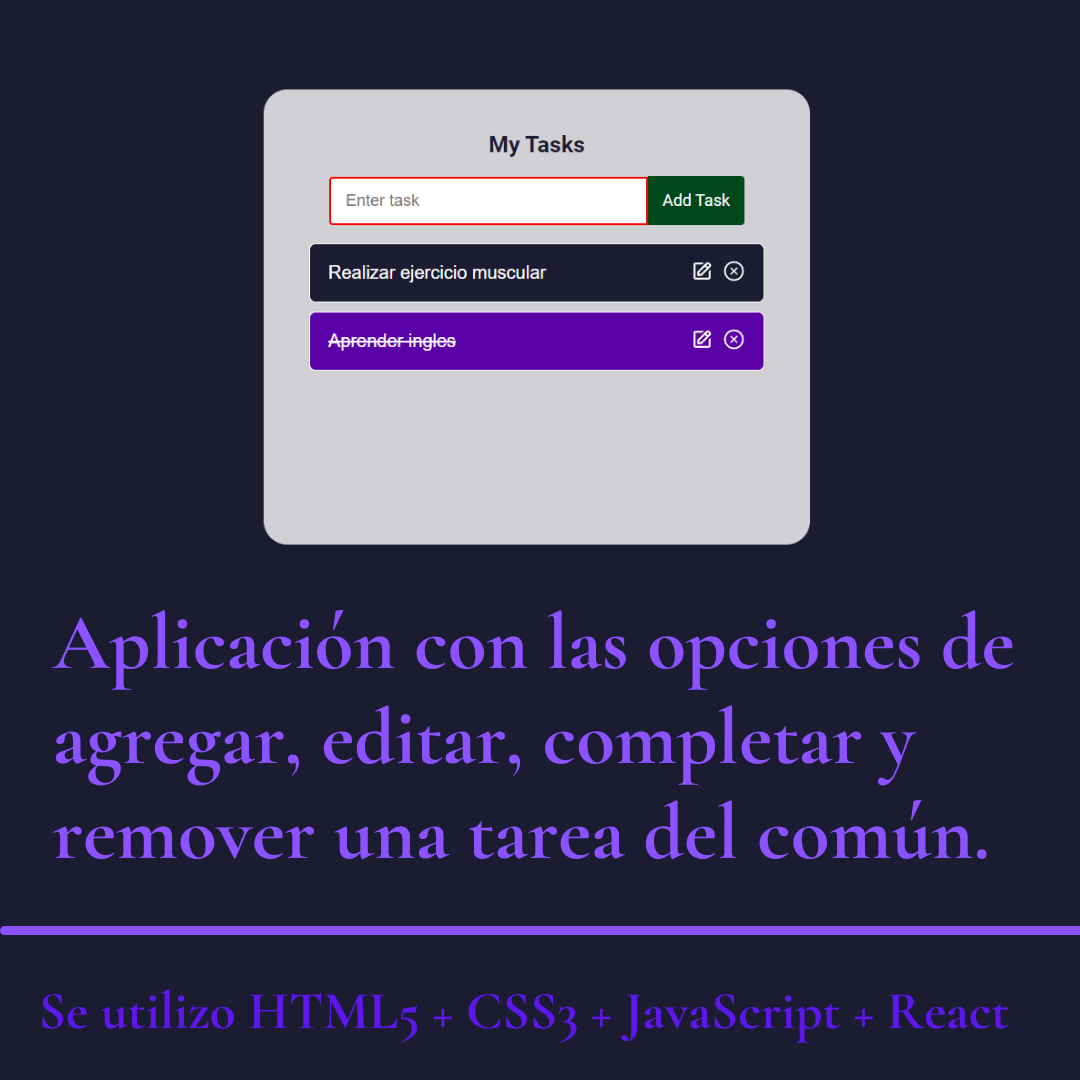 My Tasks
Enter task
Add Task
Realizar ejercicio muscular
Aprender ingles
Aplicación con las opciones de
agregar, editar, completar y
remover una tarea del común.
Se utilizo HTML5 + CSS3 + JavaScript + React